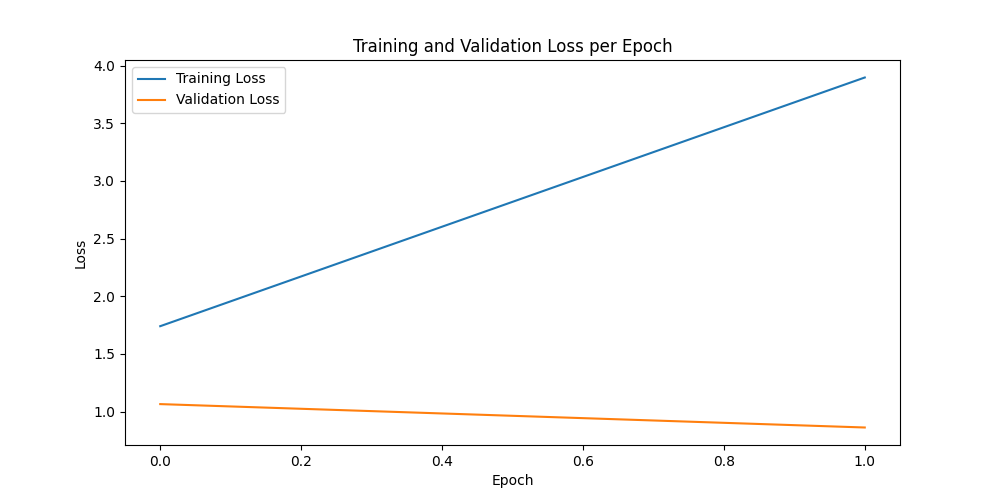 Training and Validation Loss per Epoch
Training Loss
Validation Loss
4.0
3.5
3.0
2.5
2.0
1.5
1.0
Loss
0.0 0.2 0.4 0.6 0.8 1.0
Epoch